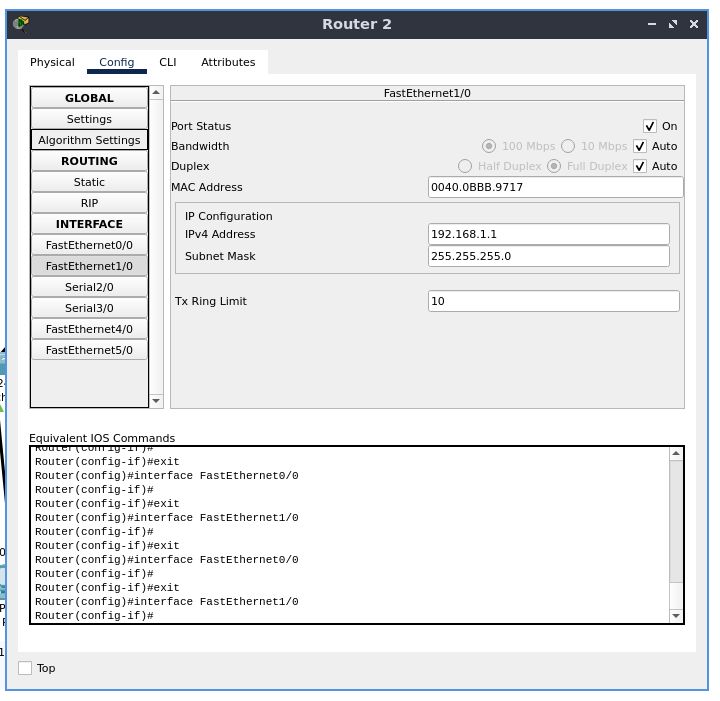 Router 2
Physical
Config
CLI
Attributes
GLOBAL
Settings
Algorithm Settings
ROUTING
Static
RIP
INTERFACE
FastEthernet0/0
FastEthernet1/0
Serial2/0
Serial3/0
FastEthernet4/0
FastEthernet5/0
FastEthernet1/0
Port Status
On
Bandwidth
100 Mbps
10 Mbps
Auto
Duplex
Half Duplex
Full Duplex
Auto
MAC Address
0040.0BBB.9717
IP Configuration
IPv4 Address
192.168.1.1
Subnet Mask
255.255.255.0
Tx Ring Limit
10
Equivalent IOS Commands
Router(config-if)#
Router(config-if)#exit
Router(config)#interface FastEthernet0/0
Router(config-if)#
Router(config-if)#exit
Router(config)#interface FastEthernet1/0
Router(config-if)#
Router(config-if)#exit
Router(config)#interface FastEthernet0/0
Router(config-if)#
Router(config-if)#exit
Router(config)#interface FastEthernet1/0
Router(config-if)#
Top